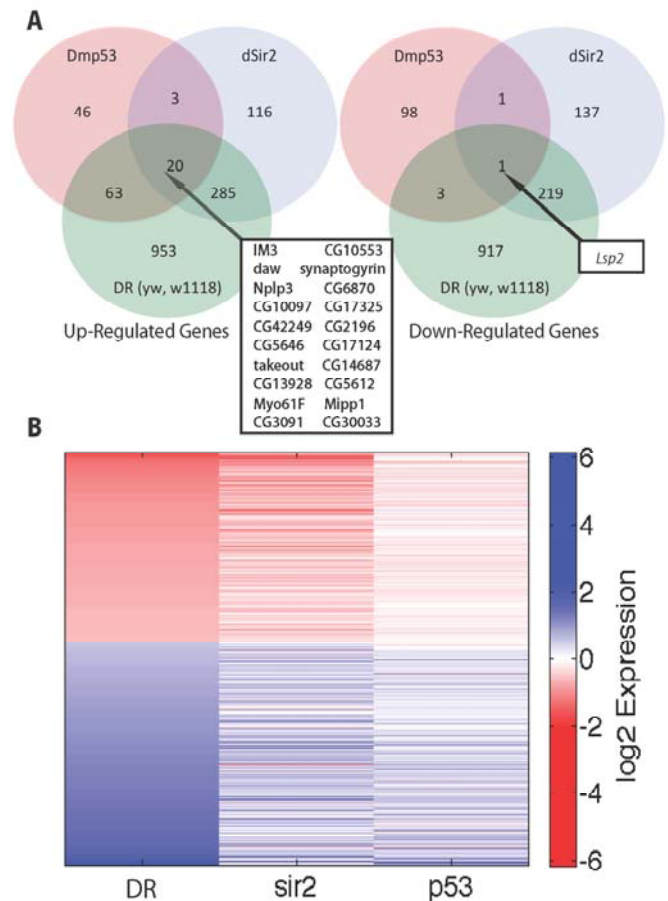 A
Dmp53
dSir2
46
3
116
20
63
285
953
DR (yw, w1118)
Up-Regulated Genes
Dmp53
dSir2
98
1
137
1
3
219
917
DR (yw, w1118)
Down-Regulated Genes
Lsp2
IM3 CG10553
daw synaptogyrin
Nplp3 CG6870
CG10097 CG17325
CG42249 CG2196
CG5646 CG17124
takeout CG14687
CG13928 CG5612
Myo61F Mipp1
CG3091 CG30033
B
6
4
2
0
-2
-4
-6
log2 Expression
DR sir2 p53